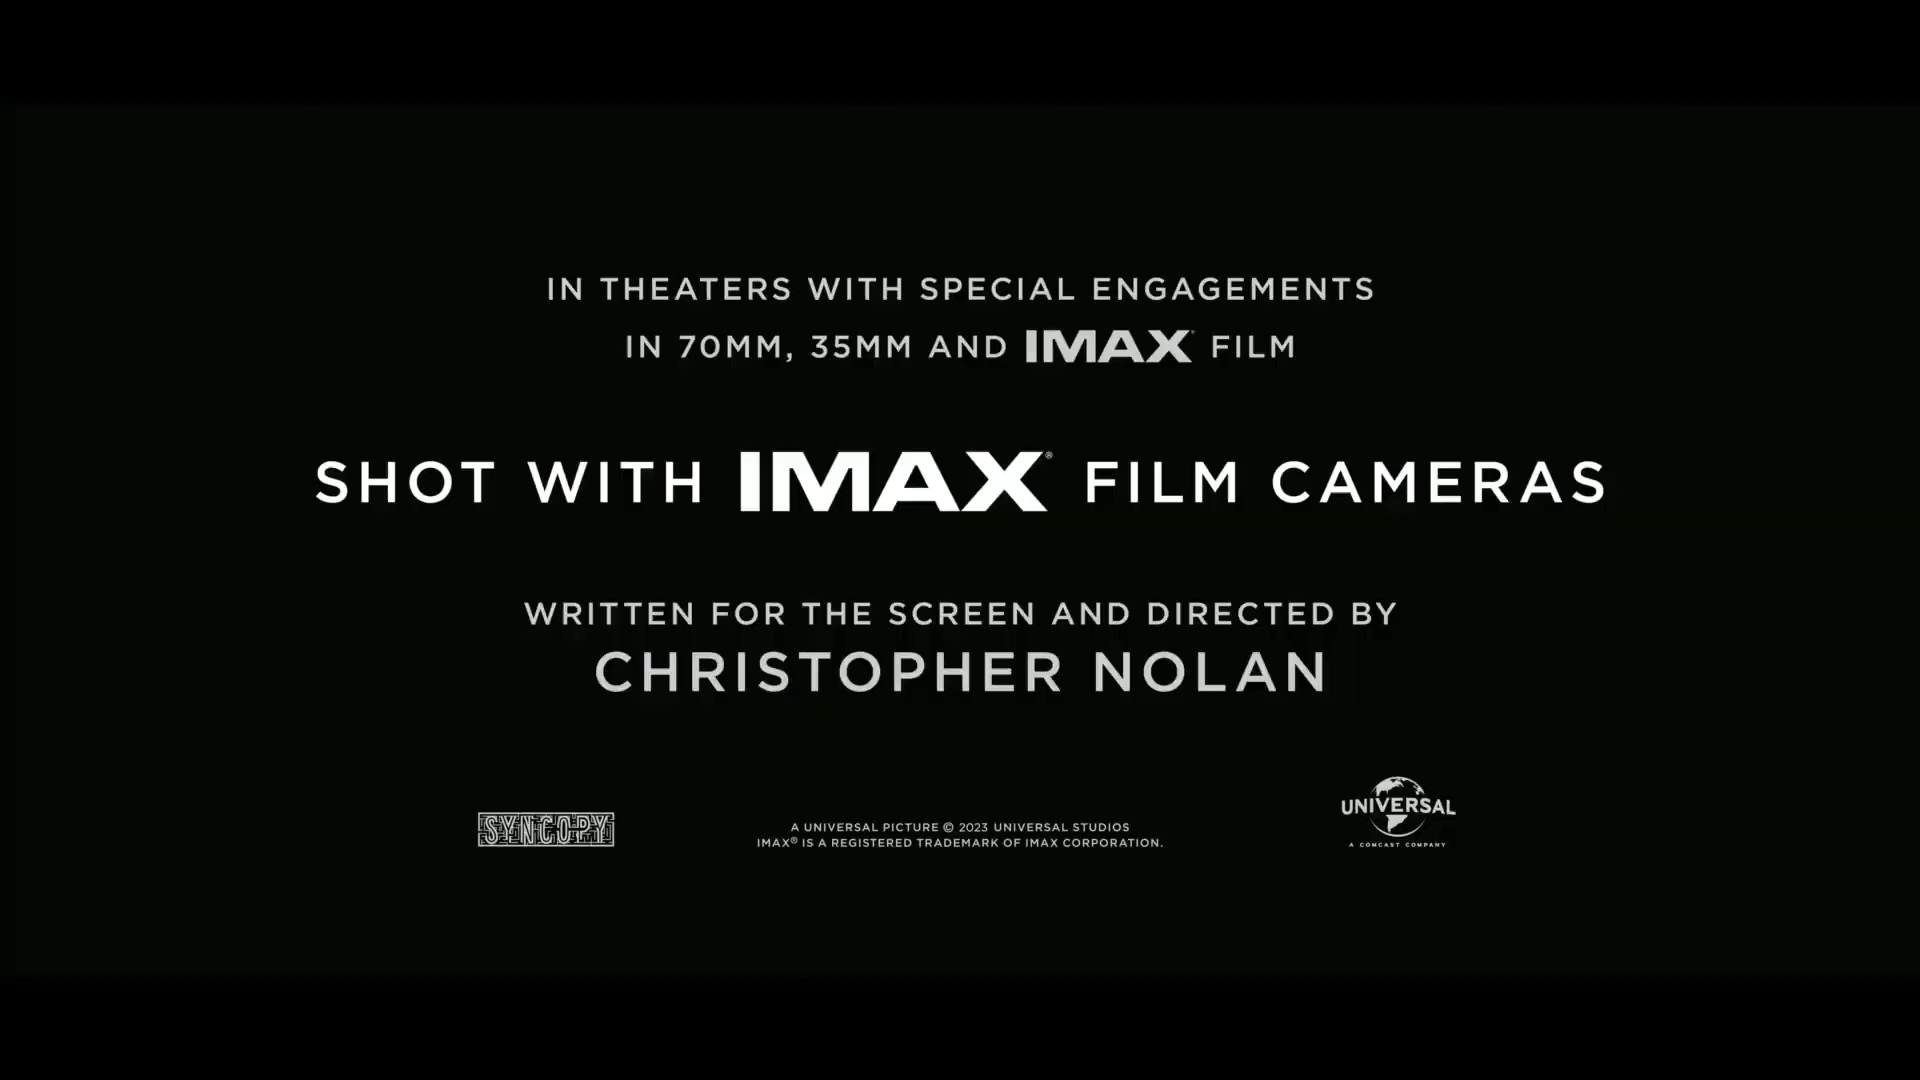 IN THEATERS WITH SPECIAL ENGAGEMENTS
IN 70MM, 35MM AND IMAX® FILM
SHOT WITH IMAX® FILM CAMERAS
WRITTEN FOR THE SCREEN AND DIRECTED BY
CHRISTOPHER NOLAN
SYNCOPY
A UNIVERSAL PICTURE © 2023 UNIVERSAL STUDIOS
IMAX® IS A REGISTERED TRADEMARK OF IMAX CORPORATION.
UNIVERSAL
A COMCAST COMPANY